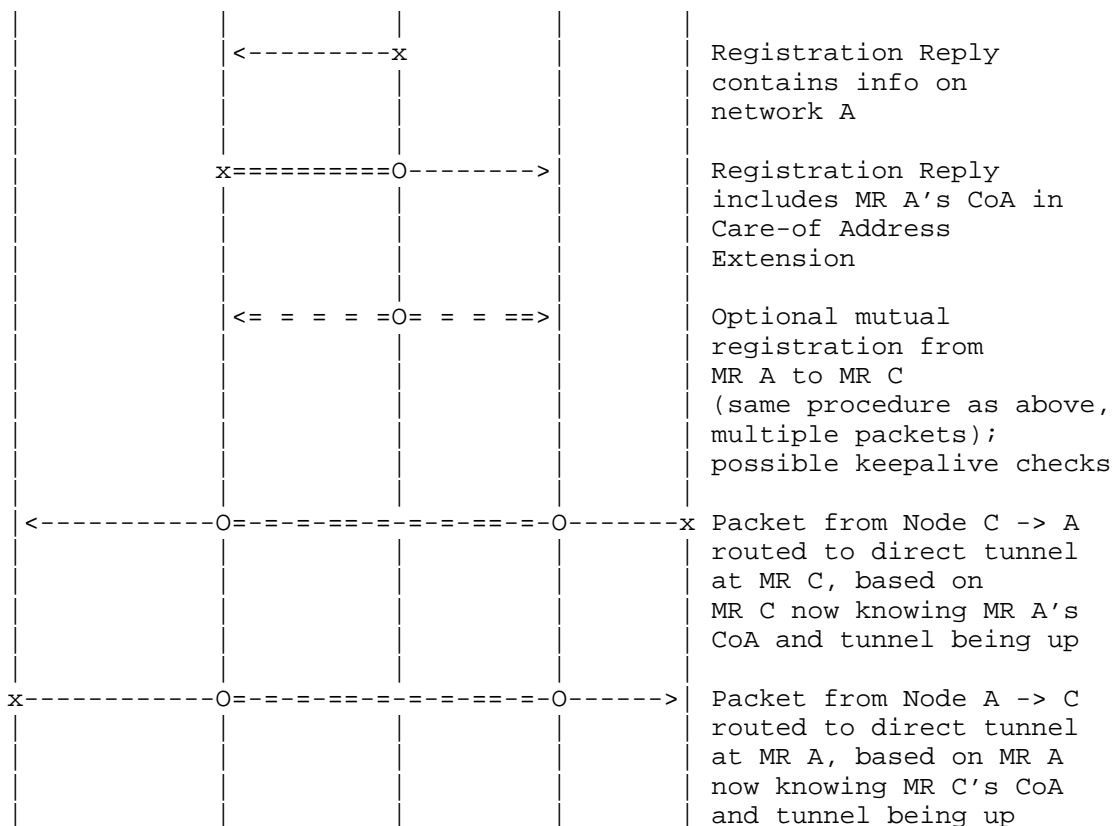 Registration Reply
contains info on
network A
Registration Reply
includes MR A's CoA in
Care-of Address
Extension
Optional mutual
registration from
MR A to MR C
(same procedure as above,
multiple packets);
possible keepalive checks
Packet from Node C -> A
routed to direct tunnel
at MR C, based on
MR C now knowing MR A's
CoA and tunnel being up
Packet from Node A -> C
routed to direct tunnel
at MR A, based on MR A
now knowing MR C's CoA
and tunnel being up